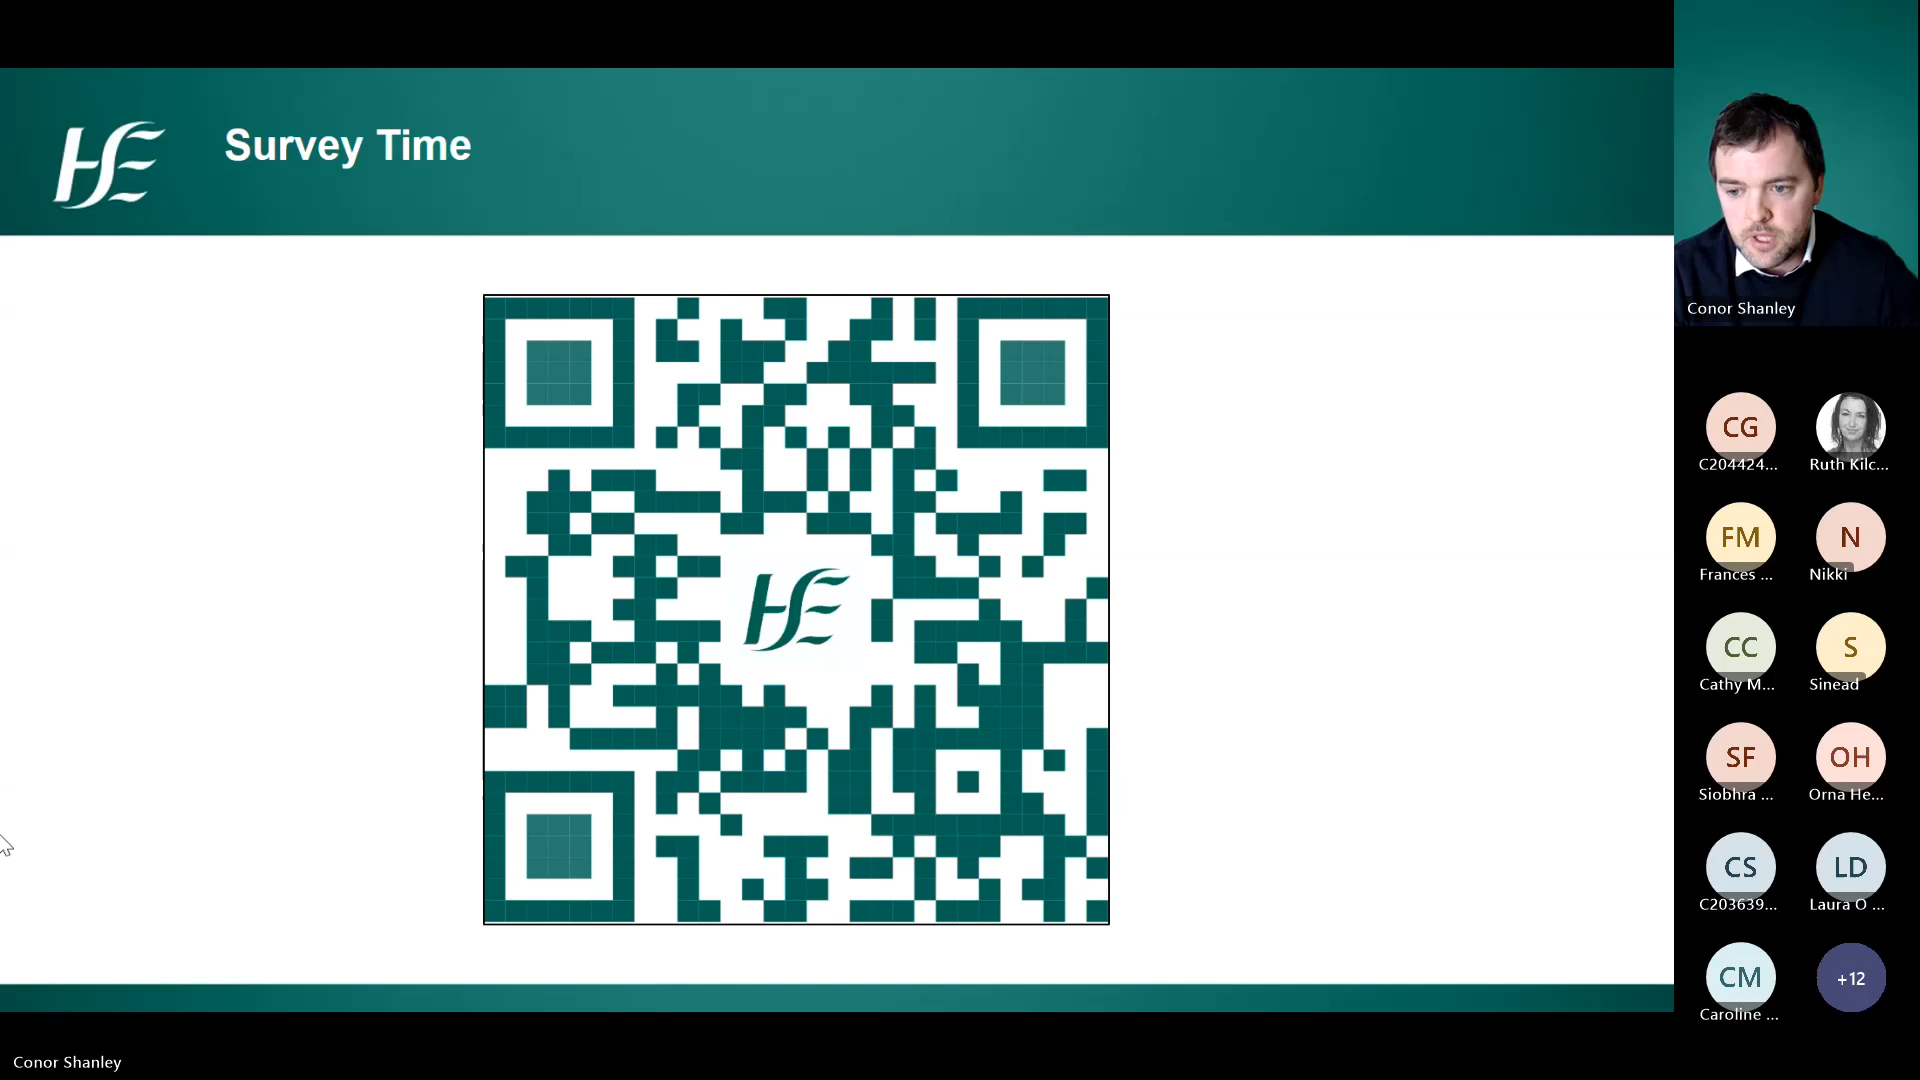 HSE
Survey Time
HSE
Conor Shanley
CG
C204424...
Ruth Kilc...
FM
Frances ...
N
Nikki
CC
Cathy M...
S
Sinead
SF
Siobhra ...
OH
Orna He...
CS
C203639...
LD
Laura O ...
CM
Caroline ...
+12
Conor Shanley